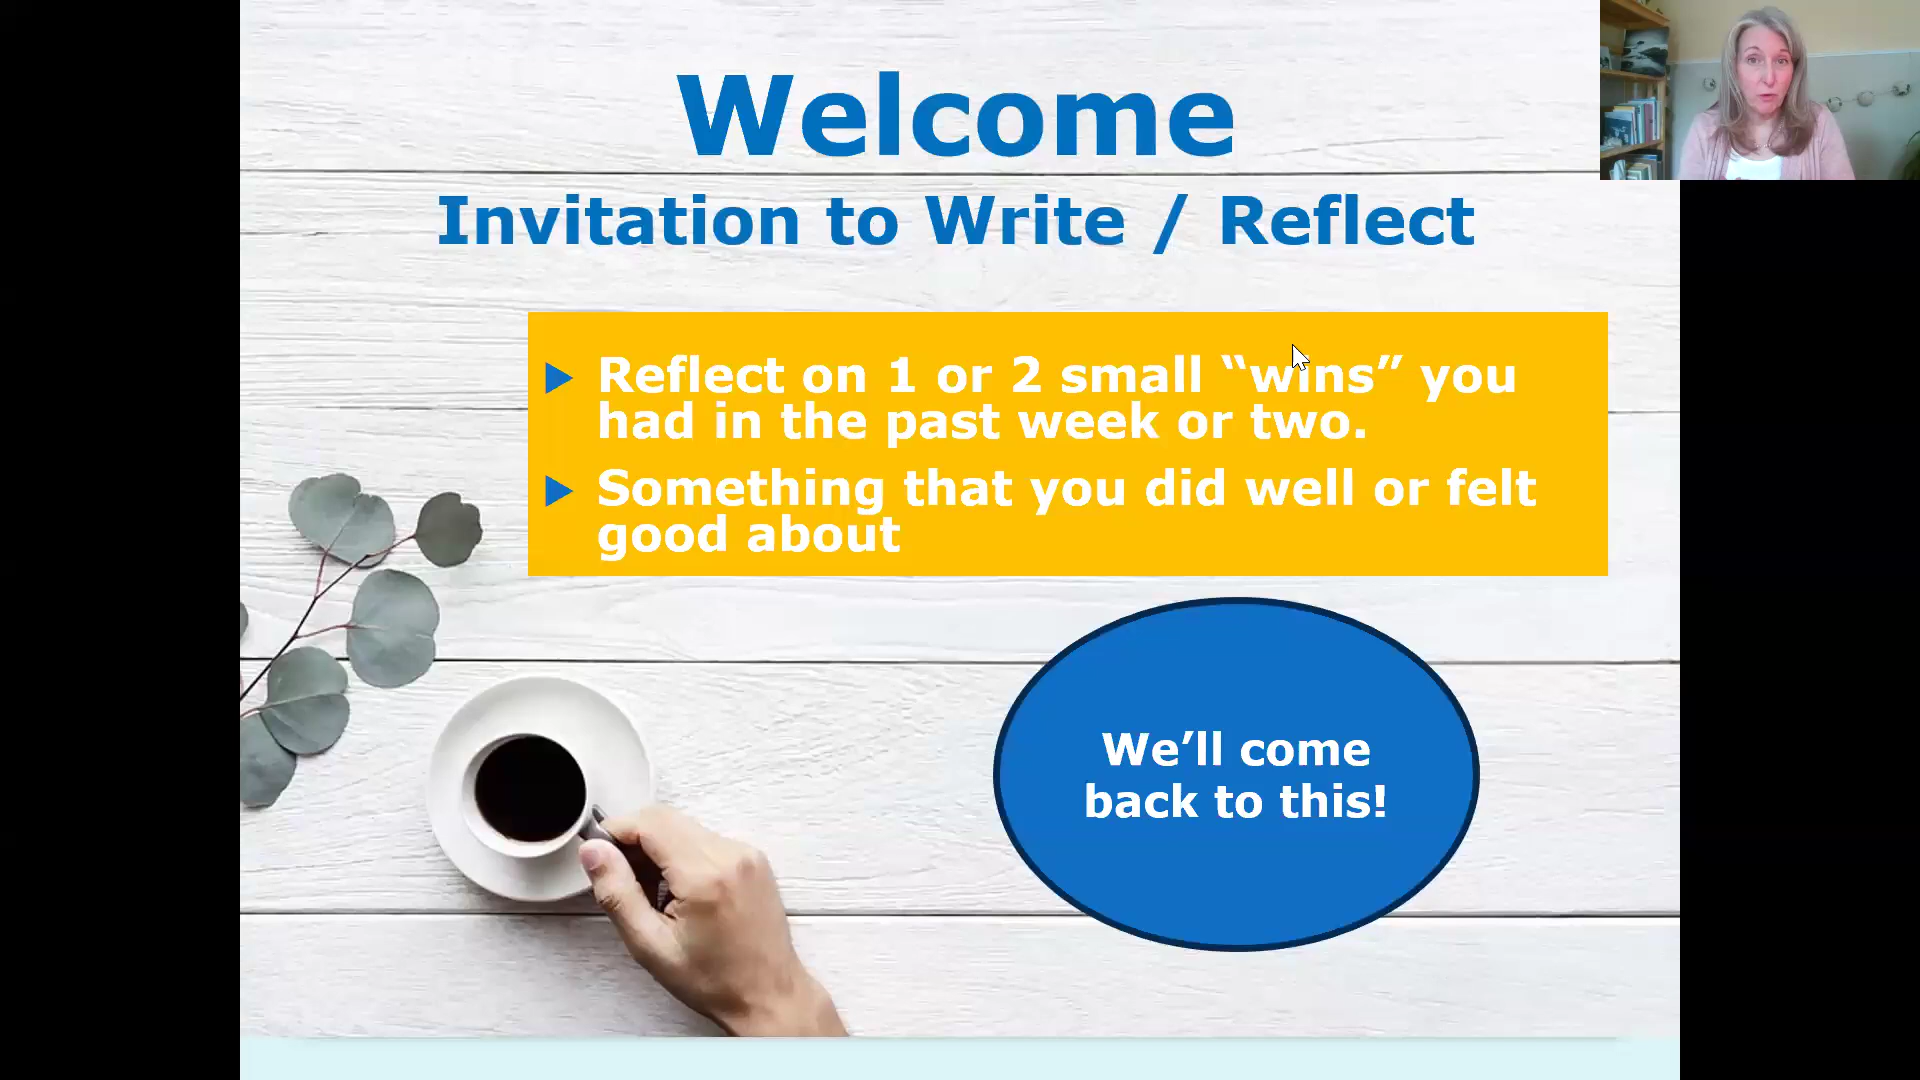 Welcome
Invitation to Write / Reflect
Reflect on 1 or 2 small “wins” you
had in the past week or two.
Something that you did well or felt
good about
We’ll come
back to this!